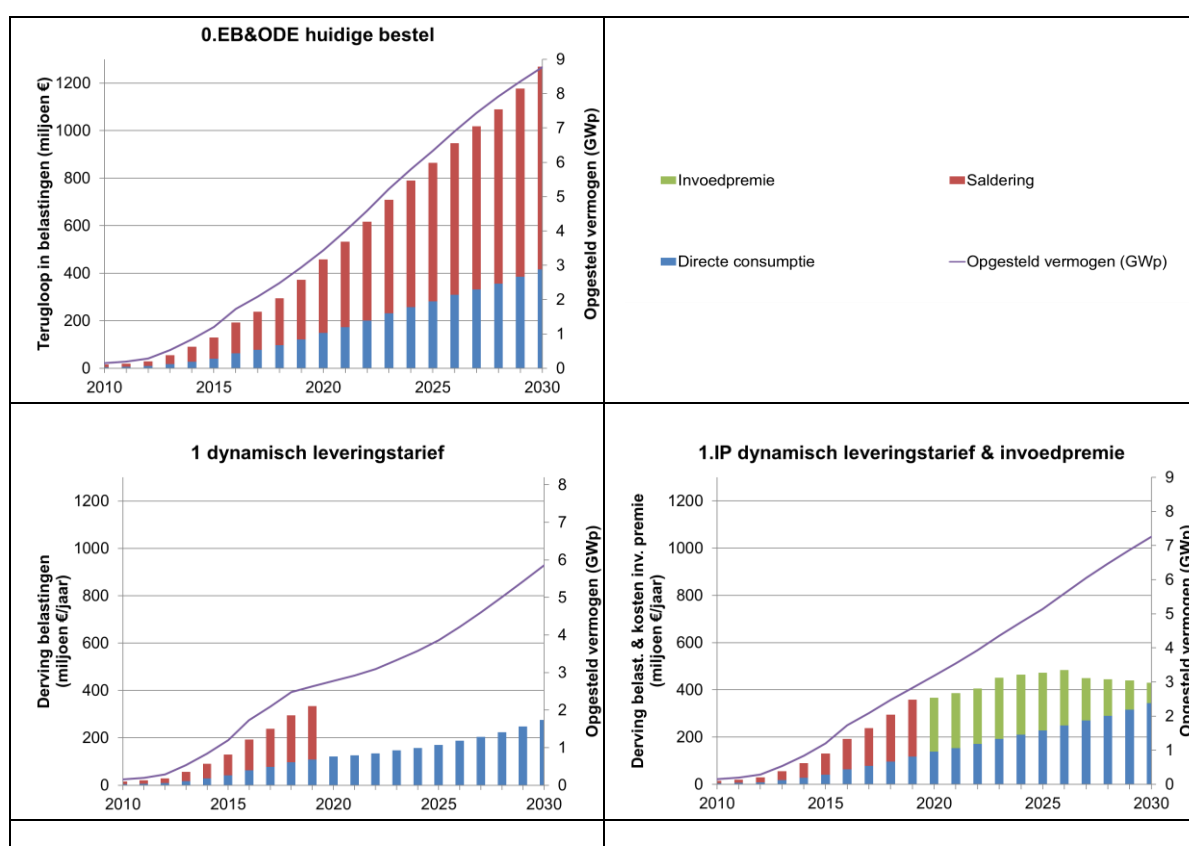 0.EB&ODE huidige bestel
Terugloop in belastingen (miljoen €)
1200
1000
800
600
400
200
0
9
8
7
6
5
4
3
2
1
0
Opgesteld vermogen (GWp)
2010 2015 2020 2025 2030
Invoedpremie
Saldering
Directe consumptie
Opgesteld vermogen (GWp)
1 dynamisch leveringstarief
Derving belastingen
(miljoen €/jaar)
1200
1000
800
600
400
200
0
8
7
6
5
4
3
2
1
0
Opgesteld vermogen (GWp)
2010 2015 2020 2025 2030
1.IP dynamisch leveringstarief & invoedpremie
Derving belast. & kosten inv. premie
(miljoen €/jaar)
1200
1000
800
600
400
200
0
9
8
7
6
5
4
3
2
1
0
Opgesteld vermogen (GWp)
2010 2015 2020 2025 2030